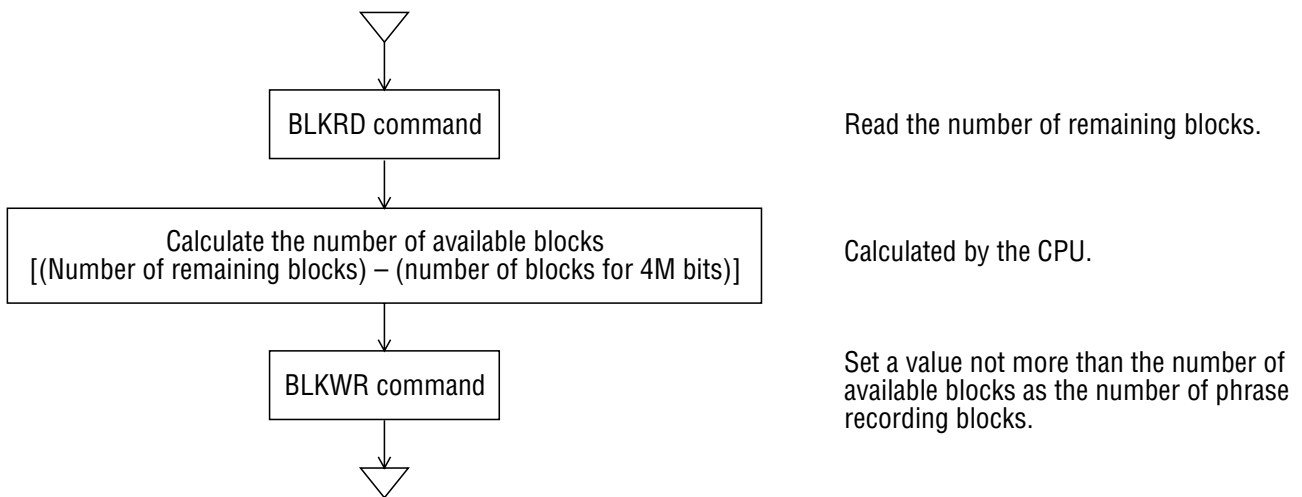 BLKRD command
Read the number of remaining blocks.
Calculate the number of available blocks
[(Number of remaining blocks) – (number of blocks for 4M bits)]
Calculated by the CPU.
BLKWR command
Set a value not more than the number of
available blocks as the number of phrase
recording blocks.